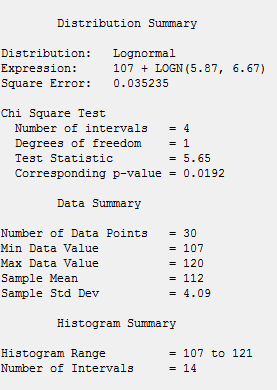 Distribution Summary
Distribution: Lognormal
Expression: 107 + LOGN(5.87, 6.67)
Square Error: 0.035235
Chi Square Test
Number of intervals = 4
Degrees of freedom = 1
Test Statistic = 5.65
Corresponding p-value = 0.0192
Data Summary
Number of Data Points = 30
Min Data Value = 107
Max Data Value = 120
Sample Mean = 112
Sample Std Dev = 4.09
Histogram Summary
Histogram Range = 107 to 121
Number of Intervals = 14